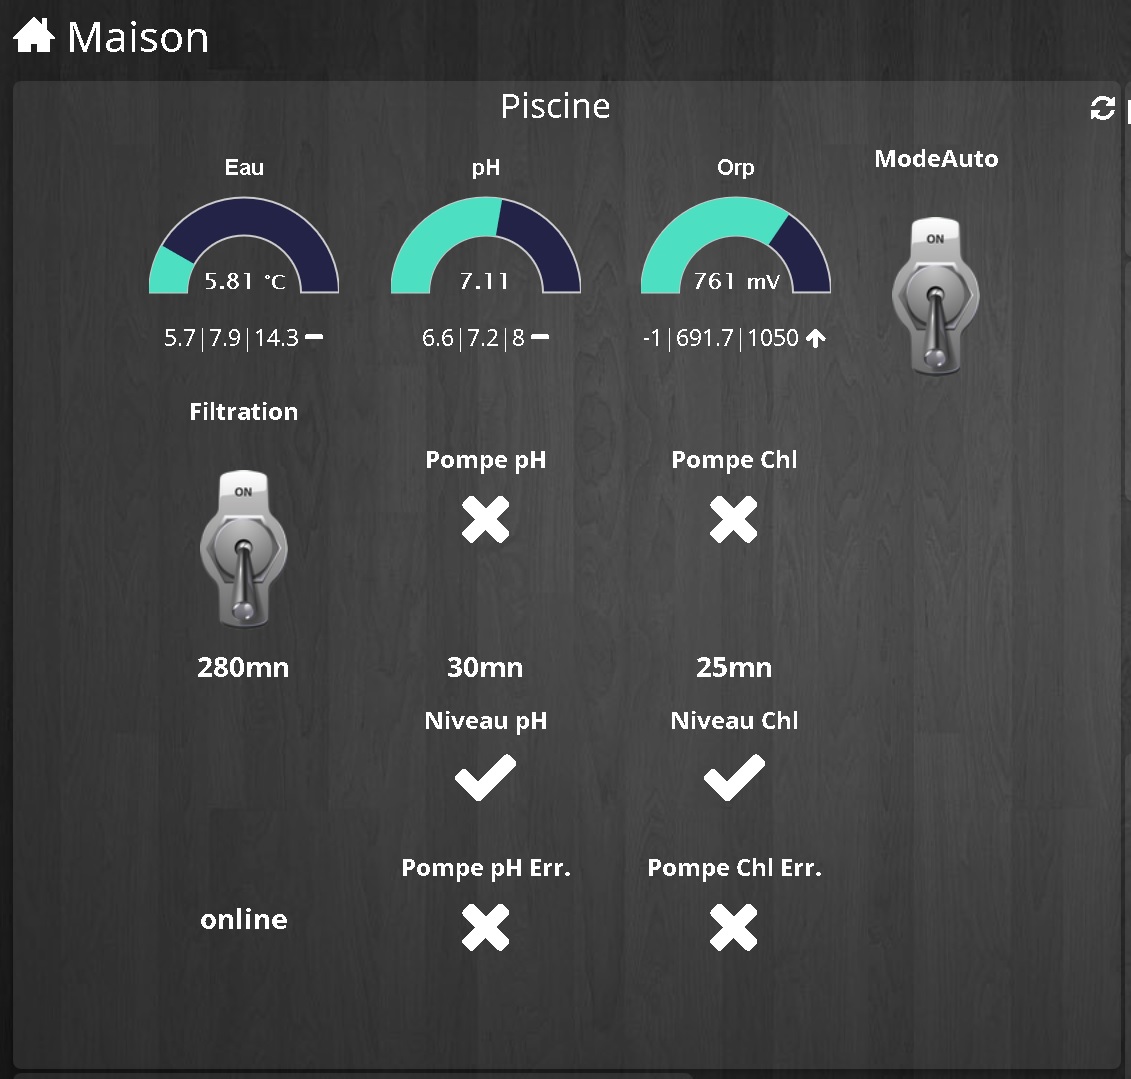 Maison
Piscine
Eau
pH
Orp
ModeAuto
5.81 °C
7.11
761 mV
ON
5.7|7.9|14.3
6.6|7.2|8
-1|691.7|1050
Filtration
Pompe pH
Pompe Chl
ON
280mn
30mn
25mn
Niveau pH
Niveau Chl
Pompe pH Err.
Pompe Chl Err.
online